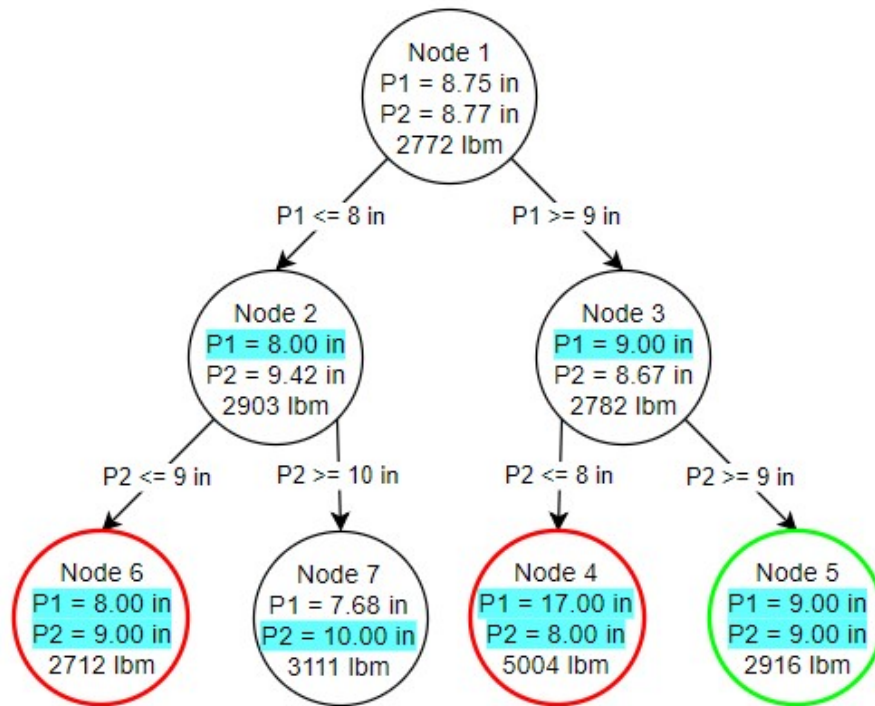 Node 1
P1 = 8.75 in
P2 = 8.77 in
2772 lbm
P1 <= 8 in
P1 >= 9 in
Node 2
P1 = 8.00 in
P2 = 9.42 in
2903 lbm
Node 3
P1 = 9.00 in
P2 = 8.67 in
2782 lbm
P2 <= 9 in
P2 >= 10 in
P2 <= 8 in
P2 >= 9 in
Node 6
P1 = 8.00 in
P2 = 9.00 in
2712 lbm
Node 7
P1 = 7.68 in
P2 = 10.00 in
3111 lbm
Node 4
P1 = 17.00 in
P2 = 8.00 in
5004 lbm
Node 5
P1 = 9.00 in
P2 = 9.00 in
2916 lbm